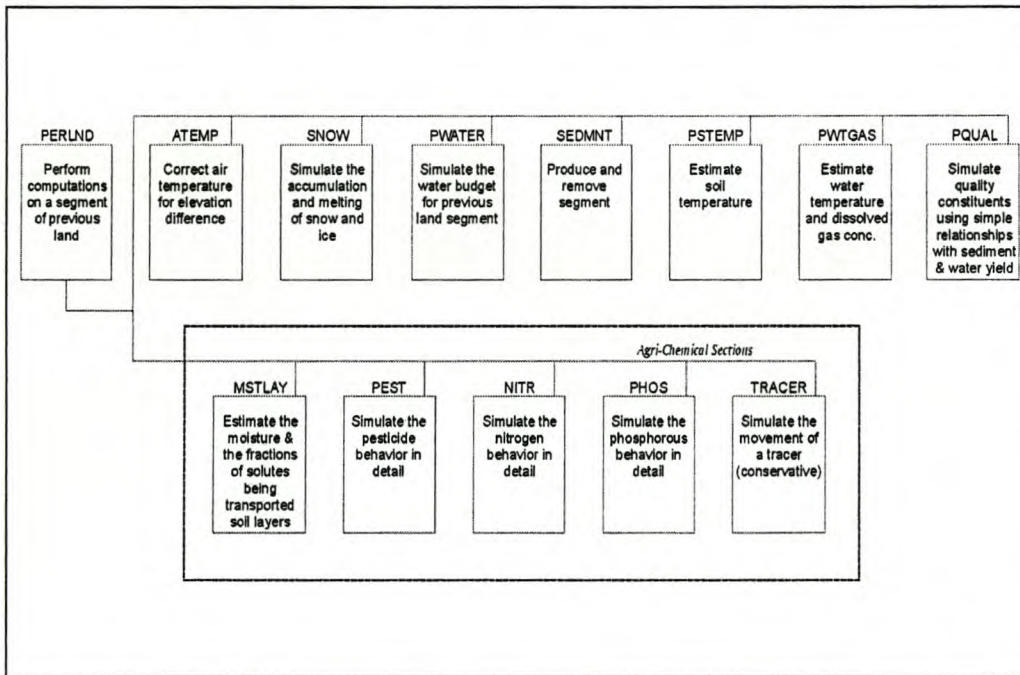 PERLND
Perform
computations
on a segment
of previous
land
ATEMP
Correct air
temperature
for elevation
difference
SNOW
Simulate the
accumulation
and melting
of snow and
ice
PWATER
Simulate the
water budget
for previous
land segment
SEDMNT
Produce and
remove
segment
PSTEMP
Estimate
soil
temperature
PWTGAS
Estimate
water
temperature
and dissolved
gas conc.
PQUAL
Simulate
quality
constituents
using simple
relationships
with sediment
& water yield
Agri-Chemical Sections
MSTLAY
Estimate the
moisture &
the fractions
of solutes
being
transported
soil layers
PEST
Simulate the
pesticide
behavior in
detail
NITR
Simulate the
nitrogen
behavior in
detail
PHOS
Simulate the
phosphorous
behavior in
detail
TRACER
Simulate the
movement of
a tracer
(conservative)